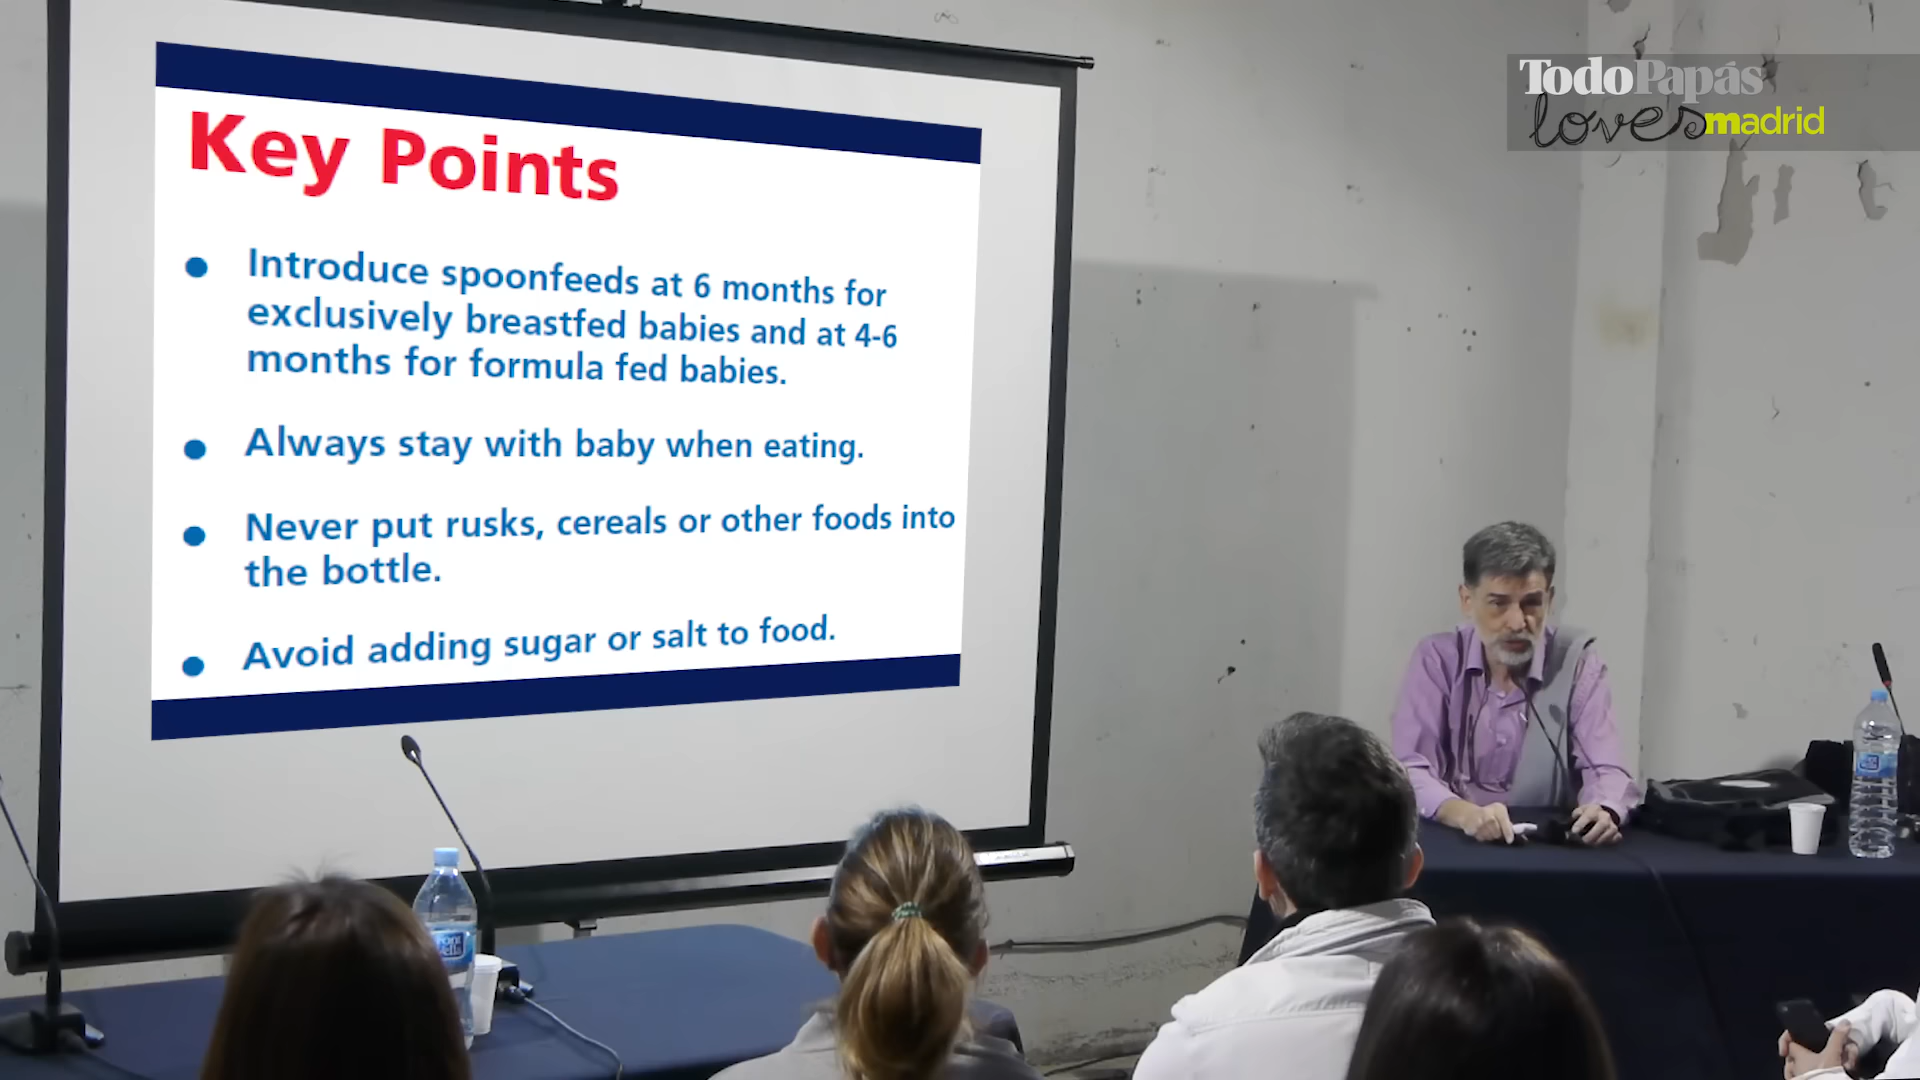 TodoPapás
loves madrid
Key Points
Introduce spoonfeeds at 6 months for
exclusively breastfed babies and at 4-6
months for formula fed babies.
Always stay with baby when eating.
Never put rusks, cereals or other foods into
the bottle.
Avoid adding sugar or salt to food.